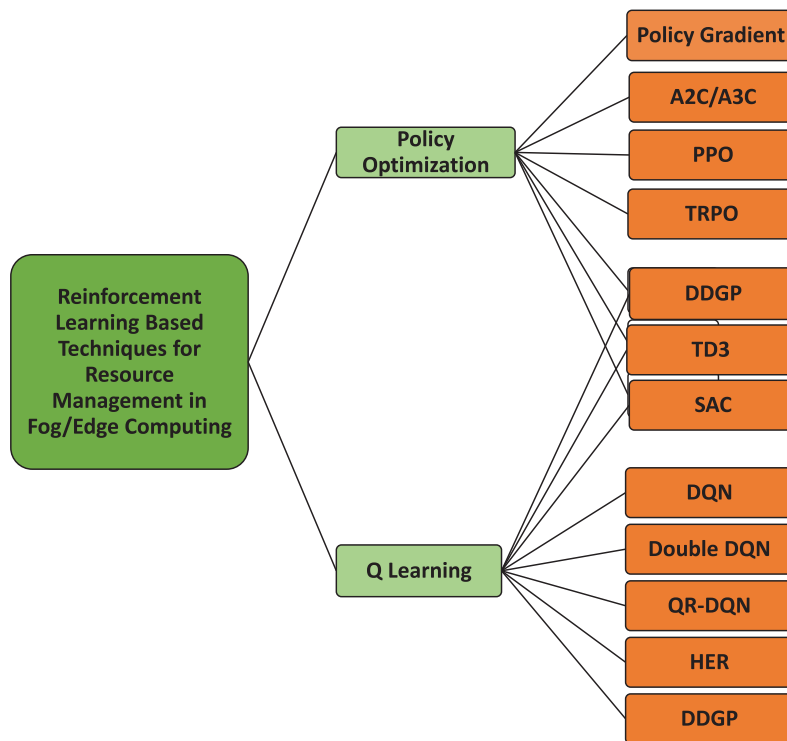 Reinforcement
Learning Based
Techniques for
Resource
Management in
Fog/Edge Computing
Policy
Optimization
Q Learning
Policy Gradient
A2C/A3C
PPO
TRPO
DDGP
TD3
SAC
DQN
Double DQN
QR-DQN
HER
DDGP